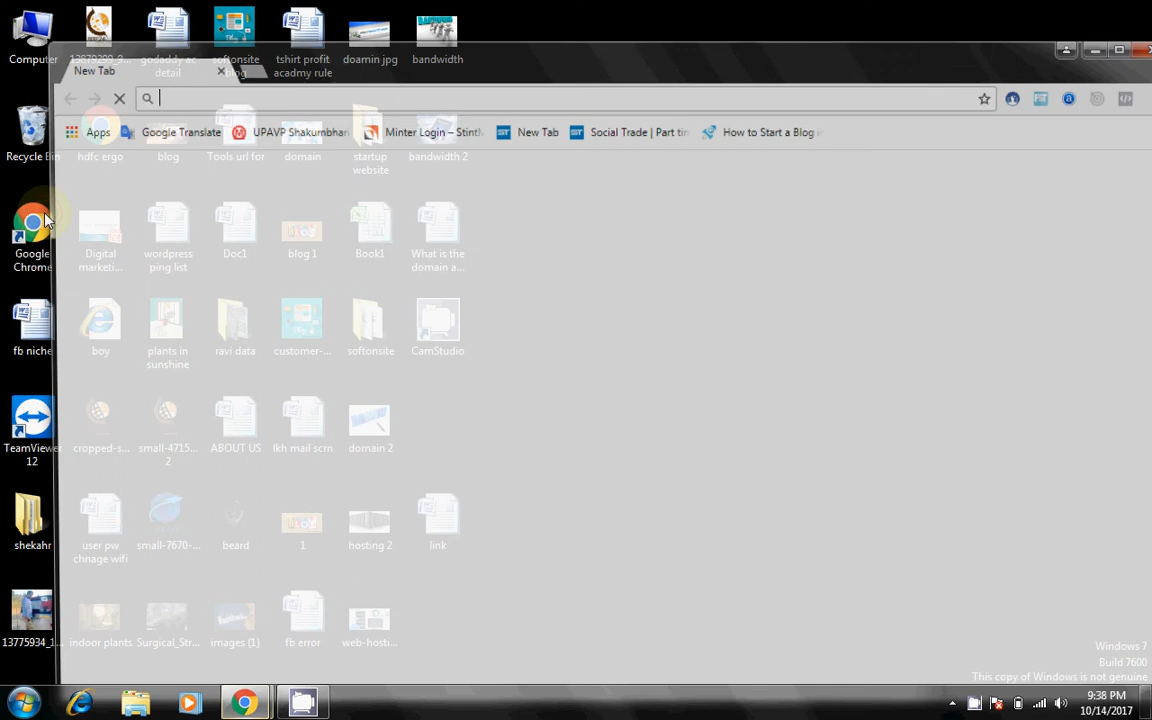 Computer
13879299_9...
godaddy ac detail
softonsite blog
tshirt profit acadmy rule
doamin jpg
bandwidth
New Tab
Apps
Google Translate
UPAVP Shakumbhari
Minter Login – Stintl
New Tab
Social Trade | Part tim
How to Start a Blog i
Recycle Bin
hdfc ergo
blog
Tools url for
domain
startup website
bandwidth 2
Google Chrome
Digital marketi...
wordpress ping list
Doc1
blog 1
Book1
What is the domain a...
fb niche
boy
plants in sunshine
ravi data
customer-...
softonsite
CamStudio
TeamViewer 12
cropped-s...
small-4715... 2
ABOUT US
lkh mail scrn
domain 2
shekahr
user pw chnage wifi
small-7670-...
beard
1
hosting 2
link
13775934_1...
indoor plants
Surgical_Str...
images (1)
fb error
web-hosti...
Windows 7
Build 7600
This copy of Windows is not genuine
9:38 PM
10/14/2017